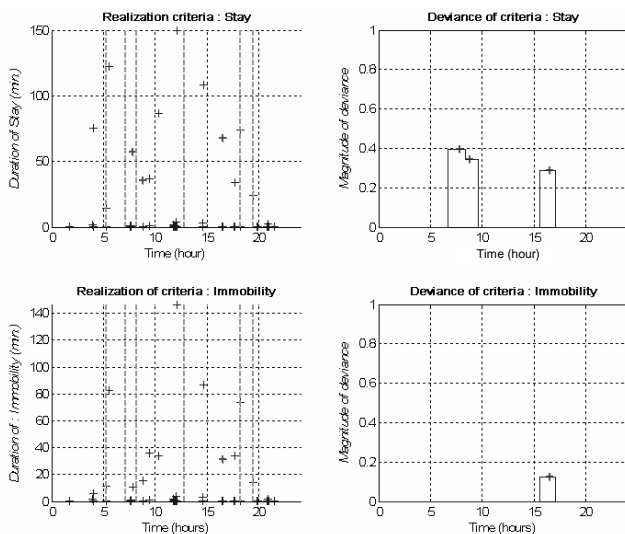 Realization criteria : Stay
Duration of Stay (min.)
150
100
50
0
0 5 10 15 20
Time (hour)
Deviance of criteria : Stay
Magnitude of deviance
1
0.8
0.6
0.4
0.2
0
0 5 10 15 20
Time (hour)
Realization of criteria : Immobility
Duration of : Immobility (min.)
140
120
100
80
60
40
20
0
0 5 10 15 20
Time (hours)
Deviance of criteria : Immobility
Magnitude of deviance
1
0.8
0.6
0.4
0.2
0
0 5 10 15 20
Time (hours)